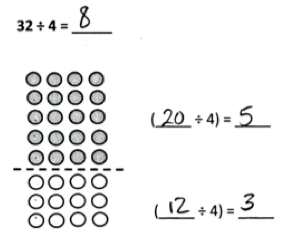 32 ÷ 4 = 8
(20 ÷ 4) = 5
(12 ÷ 4) = 3